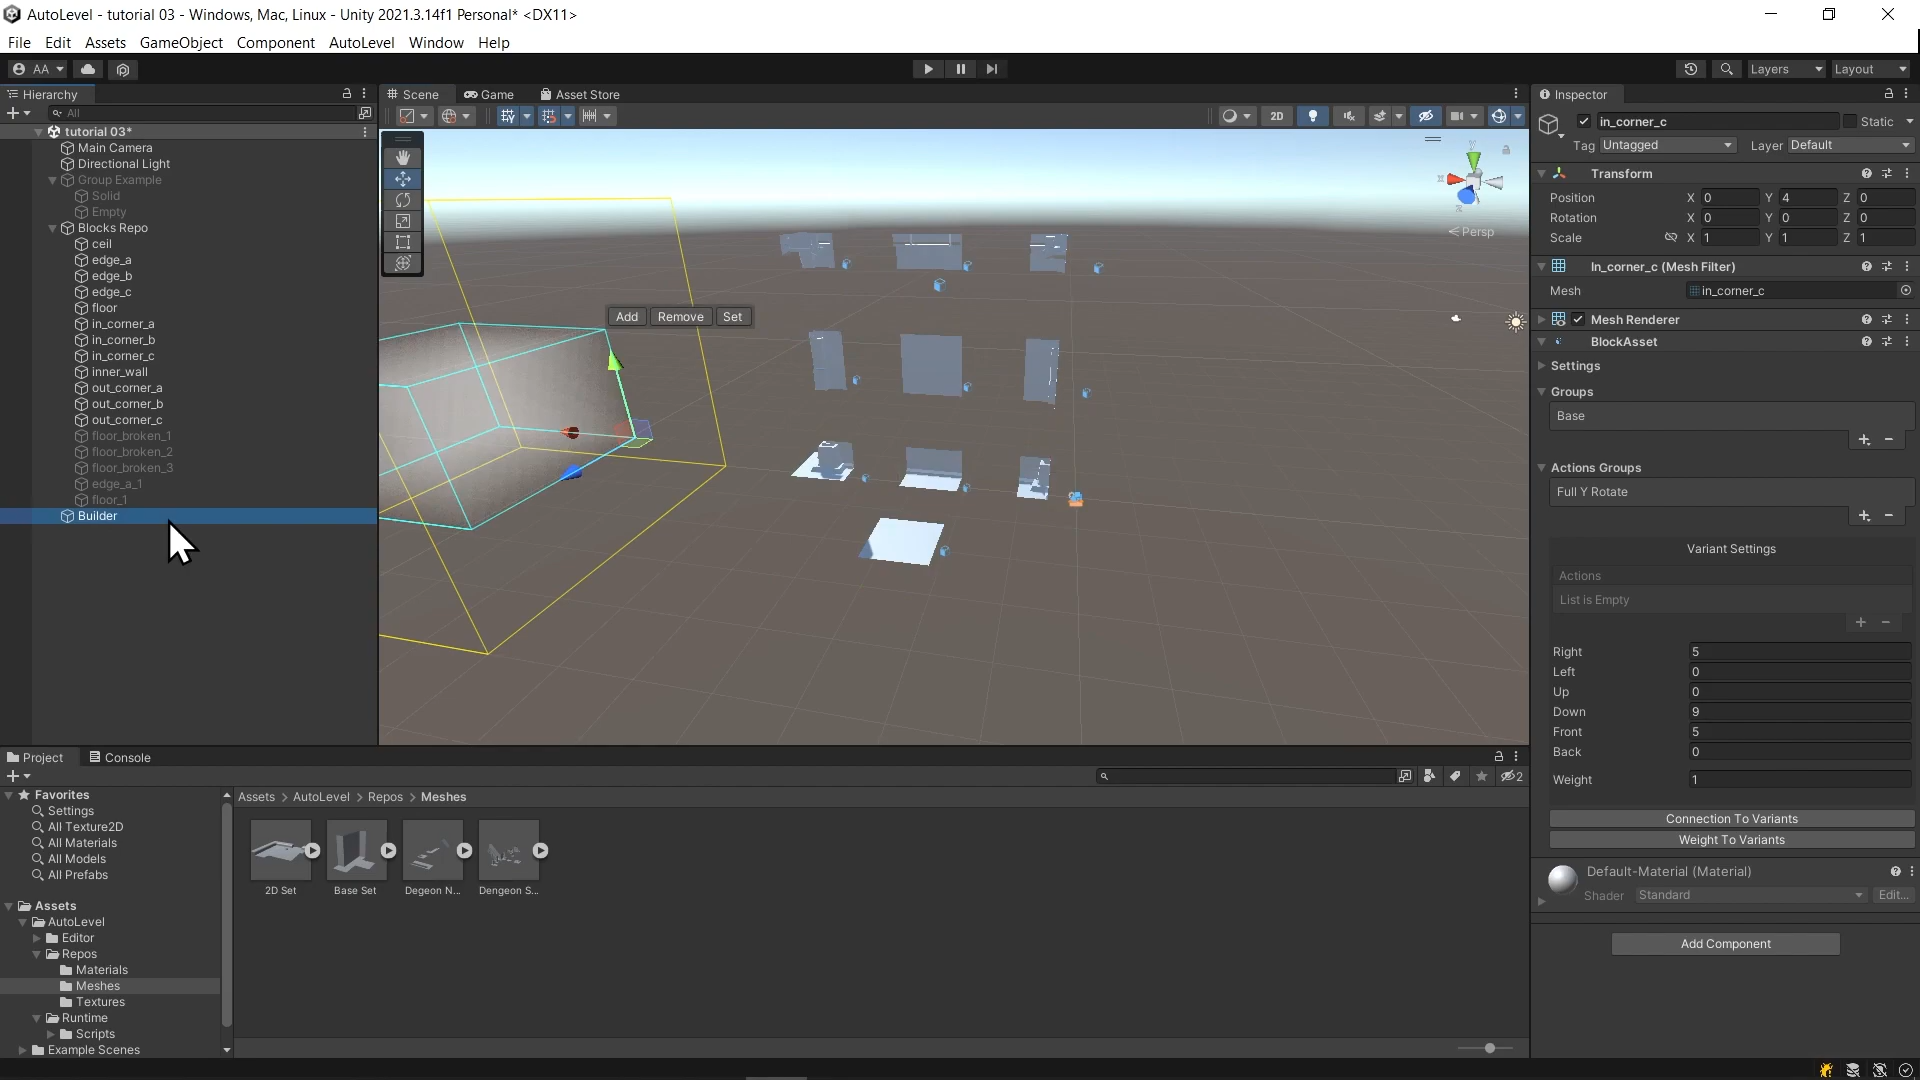 AutoLevel - tutorial 03 - Windows, Mac, Linux - Unity 2021.3.14f1 Personal* <DX11>
File Edit Assets GameObject Component AutoLevel Window Help
AA
Layers Layout
Hierarchy
All
tutorial 03*
Main Camera
Directional Light
Group Example
Solid
Empty
Blocks Repo
ceil
edge_a
edge_b
edge_c
floor
in_corner_a
in_corner_b
in_corner_c
inner_wall
out_corner_a
out_corner_b
out_corner_c
floor_broken_1
floor_broken_2
floor_broken_3
edge_a_1
floor_1
Builder
Scene Game Asset Store
2D
y
x
z
Persp
Add Remove Set
Inspector
in_corner_c Static
Tag Untagged Layer Default
Transform
Position X 0 Y 4 Z 0
Rotation X 0 Y 0 Z 0
Scale X 1 Y 1 Z 1
In_corner_c (Mesh Filter)
Mesh in_corner_c
Mesh Renderer
BlockAsset
Settings
Groups
Base
Actions Groups
Full Y Rotate
Variant Settings
Actions
List is Empty
Right 5
Left 0
Up 0
Down 9
Front 5
Back 0
Weight 1
Connection To Variants
Weight To Variants
Default-Material (Material)
Shader Standard Edit...
Add Component
Project Console
2
Favorites
Settings
All Texture2D
All Materials
All Models
All Prefabs
Assets
AutoLevel
Editor
Repos
Materials
Meshes
Textures
Runtime
Scripts
Example Scenes
Assets > AutoLevel > Repos > Meshes
2D Set Base Set Degeon N... Dengeon S...